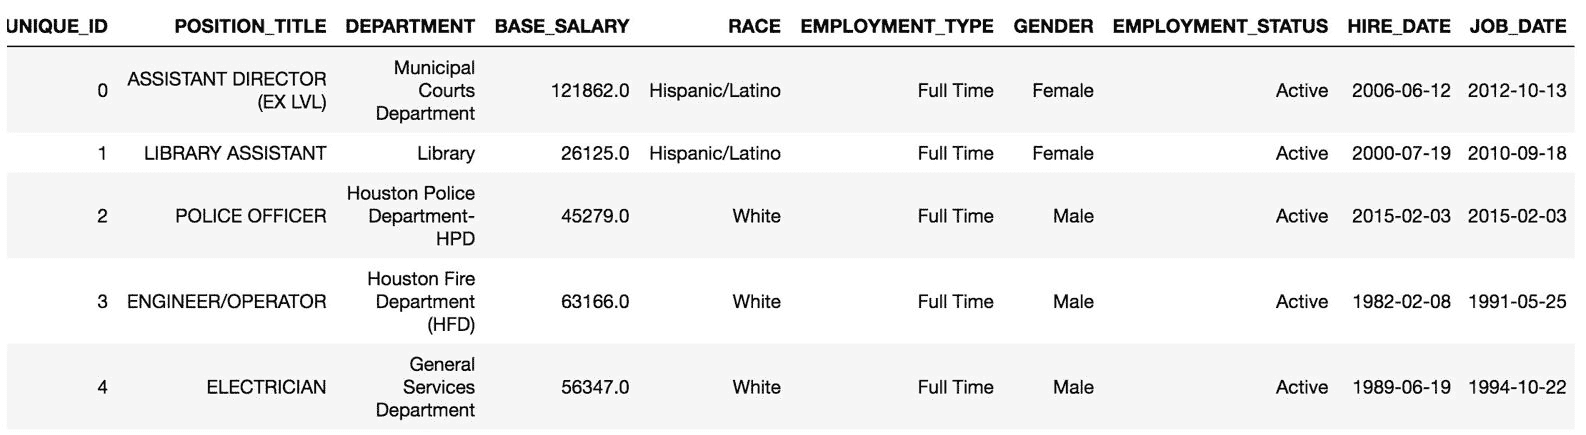 UNIQUE_ID POSITION_TITLE DEPARTMENT BASE_SALARY RACE EMPLOYMENT_TYPE GENDER EMPLOYMENT_STATUS HIRE_DATE JOB_DATE
0 ASSISTANT DIRECTOR (EX LVL) Municipal Courts Department 121862.0 Hispanic/Latino Full Time Female Active 2006-06-12 2012-10-13
1 LIBRARY ASSISTANT Library 26125.0 Hispanic/Latino Full Time Female Active 2000-07-19 2010-09-18
2 POLICE OFFICER Houston Police Department-HPD 45279.0 White Full Time Male Active 2015-02-03 2015-02-03
3 ENGINEER/OPERATOR Houston Fire Department (HFD) 63166.0 White Full Time Male Active 1982-02-08 1991-05-25
4 ELECTRICIAN General Services Department 56347.0 White Full Time Male Active 1989-06-19 1994-10-22